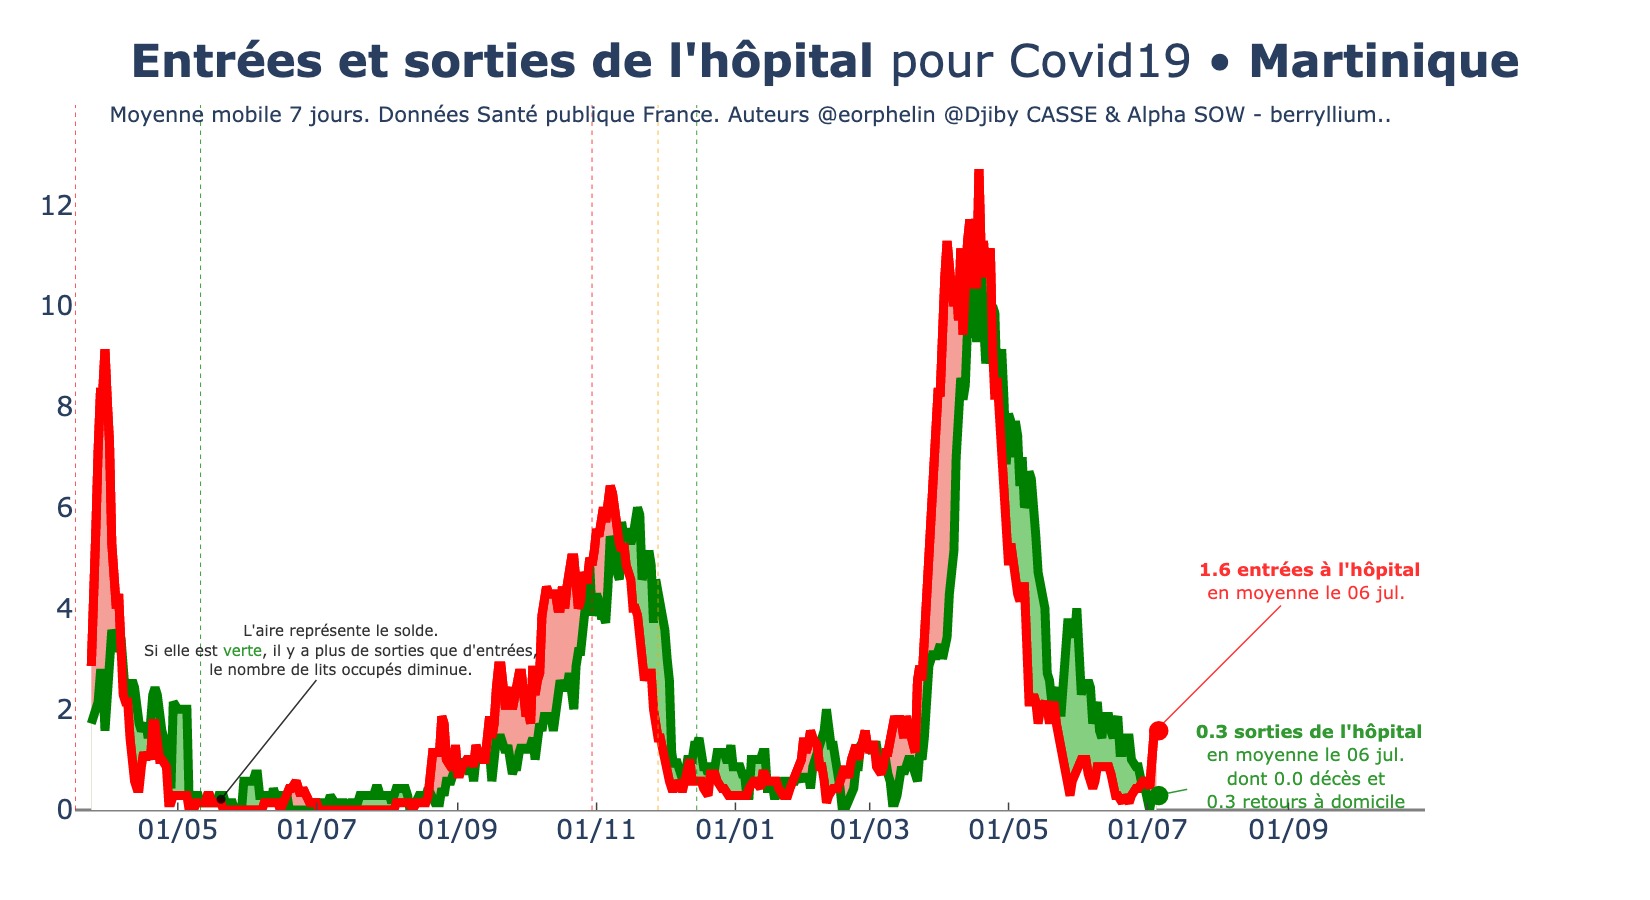 Entrées et sorties de l'hôpital pour Covid19 • Martinique
Moyenne mobile 7 jours. Données Santé publique France. Auteurs @eorphelin @Djiby CASSE & Alpha SOW - berryllium..
12
10
8
6
4
2
0
L'aire représente le solde.
Si elle est verte, il y a plus de sorties que d'entrées,
le nombre de lits occupés diminue.
1.6 entrées à l'hôpital
en moyenne le 06 jul.
0.3 sorties de l'hôpital
en moyenne le 06 jul.
dont 0.0 décès et
0.3 retours à domicile
01/05 01/07 01/09 01/11 01/01 01/03 01/05 01/07 01/09